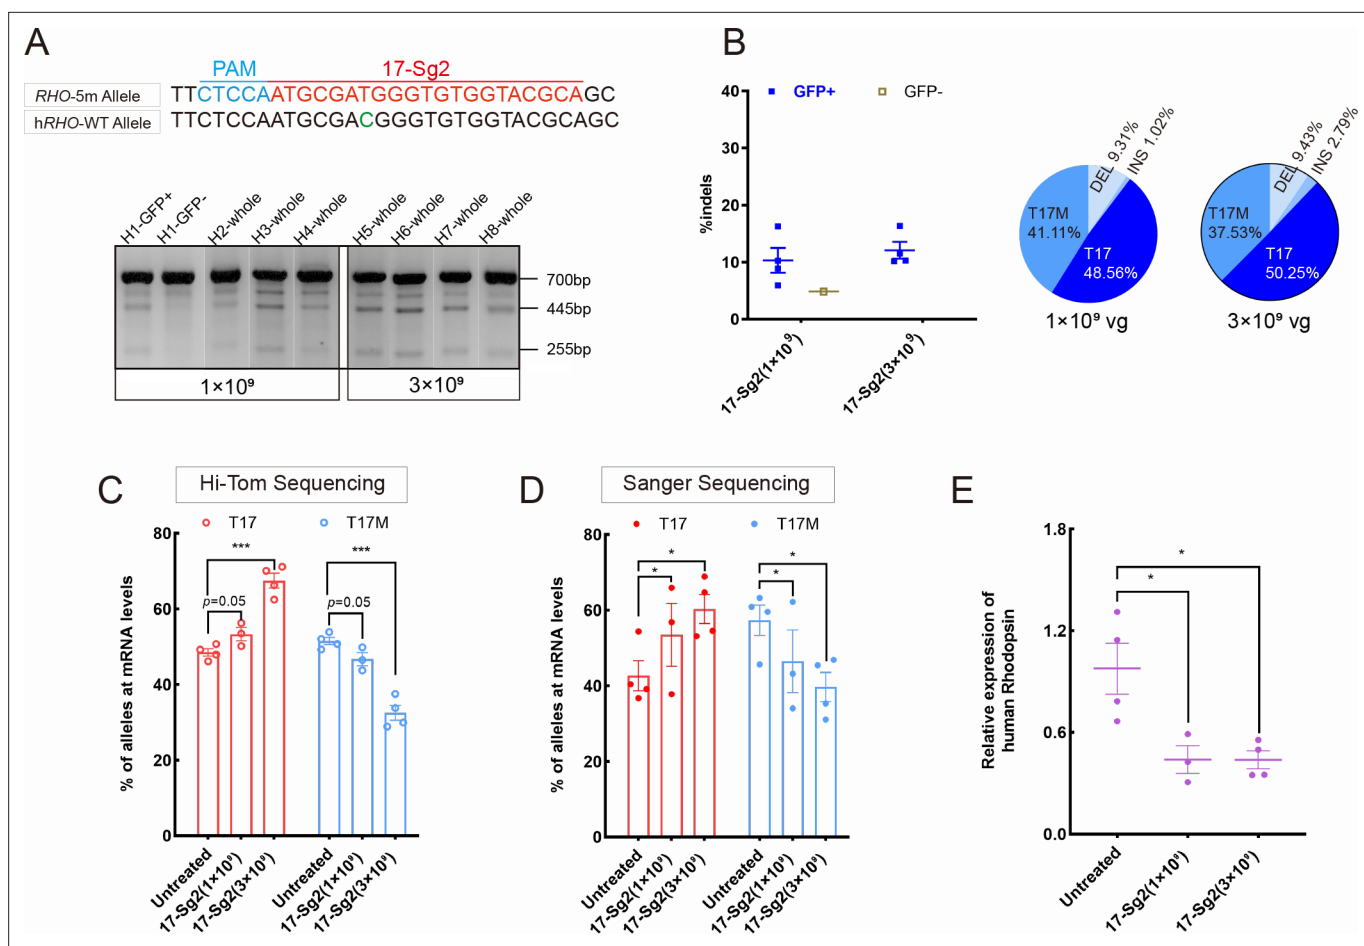 A
PAM 17-Sg2
RHO-5m Allele TTCTCCAATGCGATGGGTGTGGTACGCAGC
hRHO-WT Allele TTCTCCAATGCGACGGGTGTGGTACGCAGC
H1-GFP+ H1-GFP- H2-whole H3-whole H4-whole H5-whole H6-whole H7-whole H8-whole
700bp
445bp
255bp
1×10⁹ 3×10⁹
B
GFP+ GFP-
%indels
40
30
20
10
0
17-Sg2(1×10⁹) 17-Sg2(3×10⁹)
DEL 9.31%
INS 1.02%
T17M
41.11%
T17
48.56%
1×10⁹ vg
DEL 9.43%
INS 2.79%
T17M
37.53%
T17
50.25%
3×10⁹ vg
C
Hi-Tom Sequencing
T17 T17M
% of alleles at mRNA levels
80
60
40
20
0
***
p=0.05
***
p=0.05
Untreated 17-Sg2(1×10⁹) 17-Sg2(3×10⁹) Untreated 17-Sg2(1×10⁹) 17-Sg2(3×10⁹)
D
Sanger Sequencing
T17 T17M
% of alleles at mRNA levels
80
60
40
20
0
*
*
*
*
Untreated 17-Sg2(1×10⁹) 17-Sg2(3×10⁹) Untreated 17-Sg2(1×10⁹) 17-Sg2(3×10⁹)
E
Relative expression of
human Rhodopsin
1.8
1.2
0.6
0.0
*
*
Untreated 17-Sg2(1×10⁹) 17-Sg2(3×10⁹)